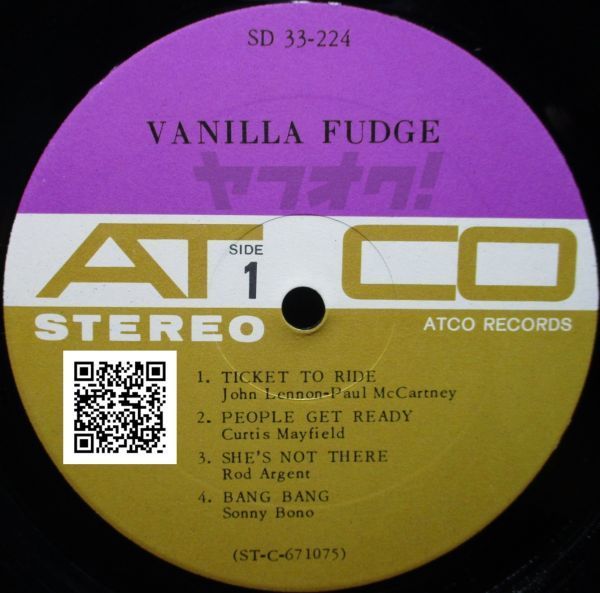 SD 33-224
VANILLA FUDGE
ヤフオク!
ATCO
SIDE
1
STEREO
ATCO RECORDS
1. TICKET TO RIDE
John Lennon-Paul McCartney
2. PEOPLE GET READY
Curtis Mayfield
3. SHE'S NOT THERE
Rod Argent
4. BANG BANG
Sonny Bono
(ST-C-671075)